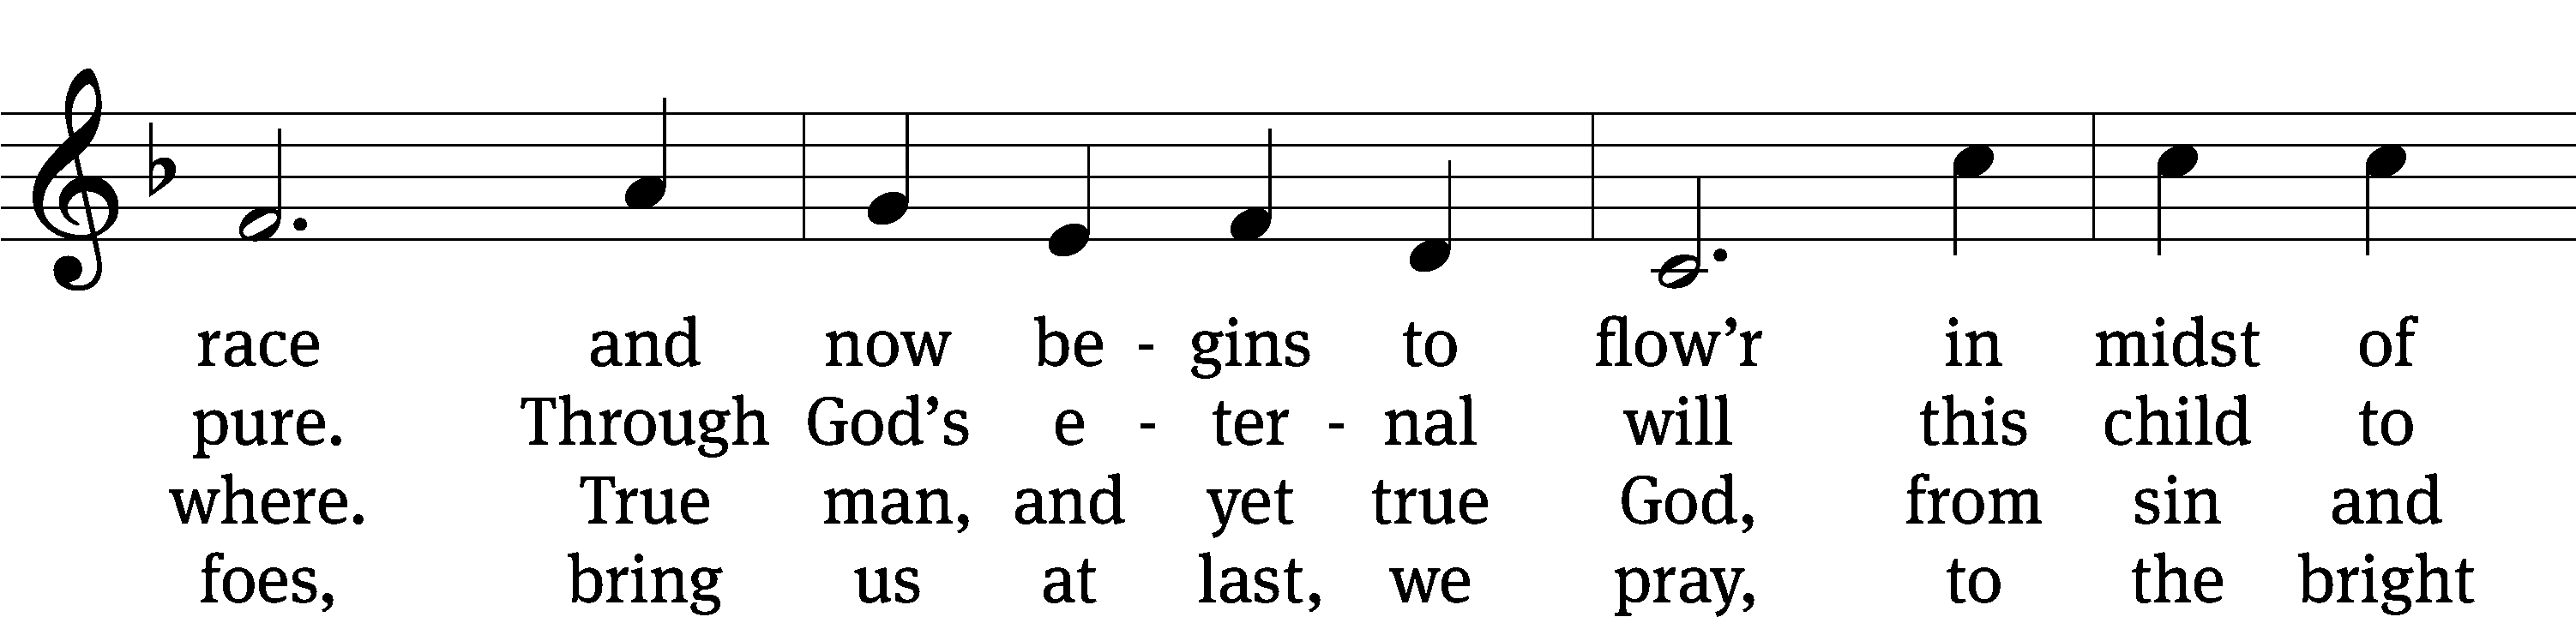 race and now be - gins to flow’r in midst of
pure. Through God’s e - ter - nal will this child to
where. True man, and yet true God, from sin and
foes, bring us at last, we pray, to the bright